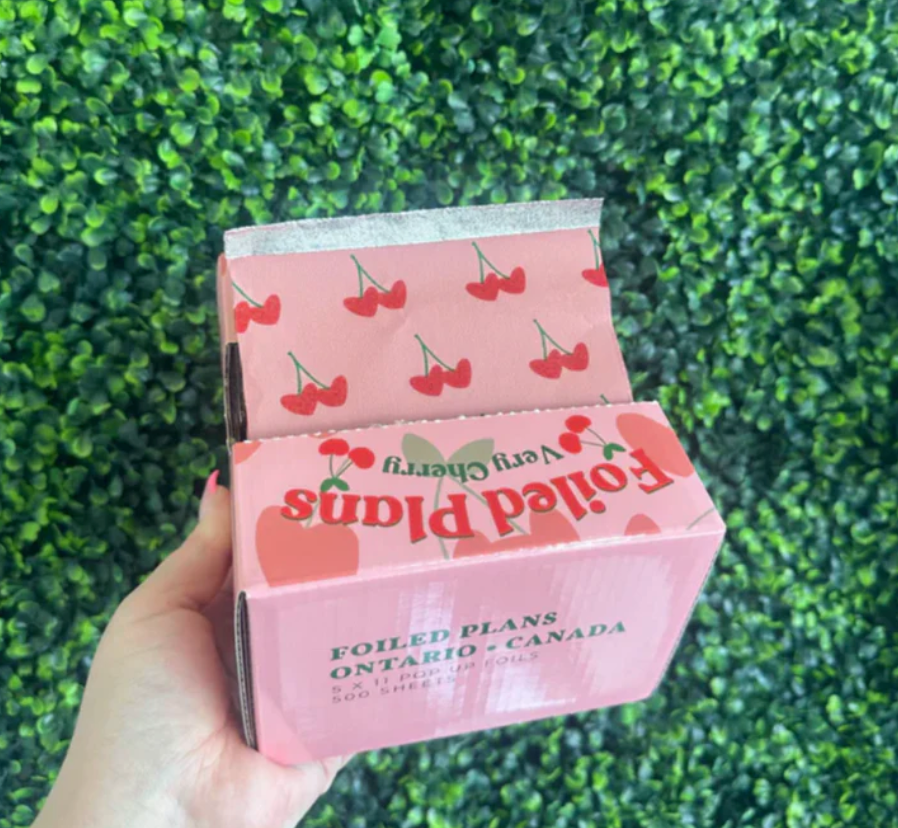 Foiled Plans
Very Cherry
FOILED PLANS
ONTARIO • CANADA
5 X 11 POP UP FOILS
500 SHEETS